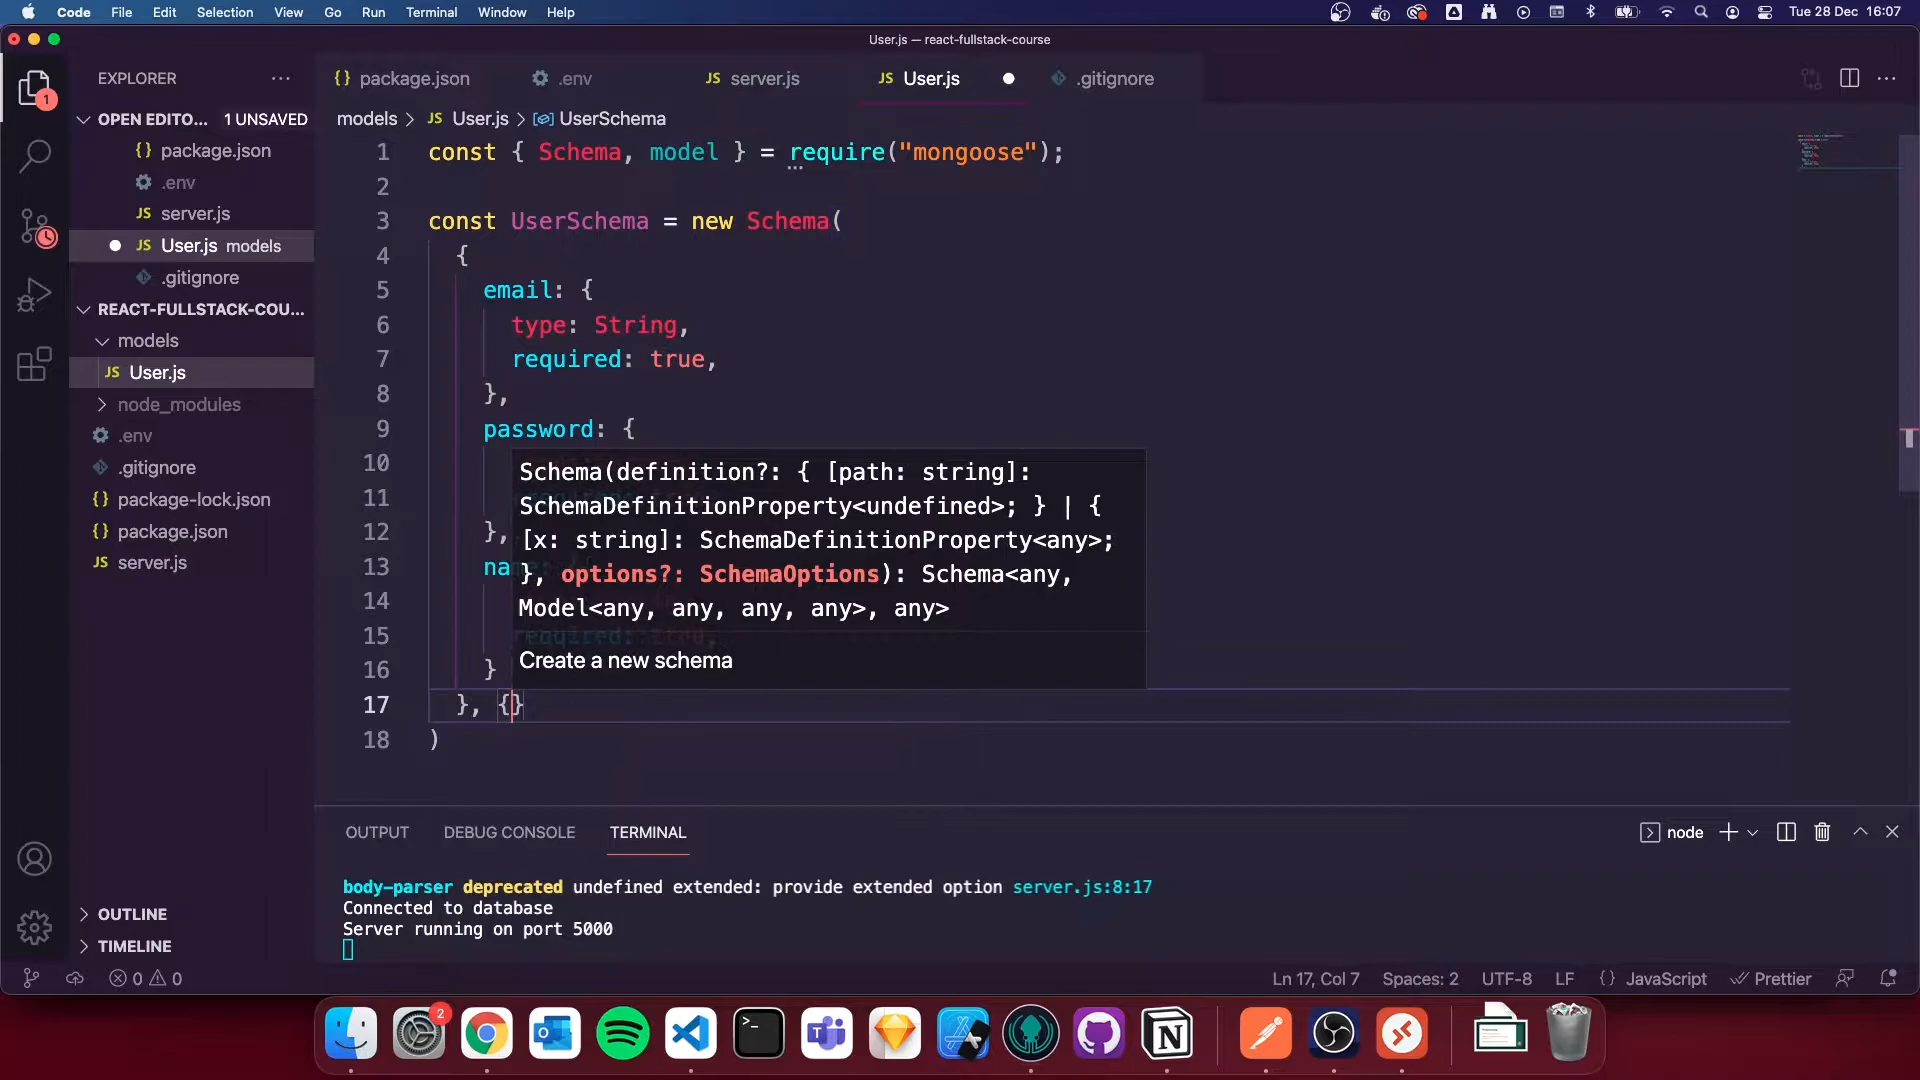 Code File Edit Selection View Go Run Terminal Window Help
Tue 28 Dec 16:07
User.js — react-fullstack-course
EXPLORER
1
OPEN EDITO... 1 UNSAVED
{} package.json
.env
JS server.js
JS User.js models
.gitignore
REACT-FULLSTACK-COU...
models
JS User.js
node_modules
.env
.gitignore
{} package-lock.json
{} package.json
JS server.js
OUTLINE
TIMELINE
{} package.json
.env
JS server.js
JS User.js
.gitignore
models > JS User.js > UserSchema
1 const { Schema, model } = require("mongoose");
2
3 const UserSchema = new Schema(
4 {
5 email: {
6 type: String,
7 required: true,
8 },
9 password: {
10
11
12 },
13 name: {
14
15 required: true,
16 }
17 }, {}
18 )
Schema(definition?: { [path: string]:
SchemaDefinitionProperty<undefined>; } | {
[x: string]: SchemaDefinitionProperty<any>;
}, options?: SchemaOptions): Schema<any,
Model<any, any, any, any>, any>
Create a new schema
OUTPUT DEBUG CONSOLE TERMINAL
node
body-parser deprecated undefined extended: provide extended option server.js:8:17
Connected to database
Server running on port 5000
0 0
Ln 17, Col 7 Spaces: 2 UTF-8 LF {} JavaScript Prettier
2